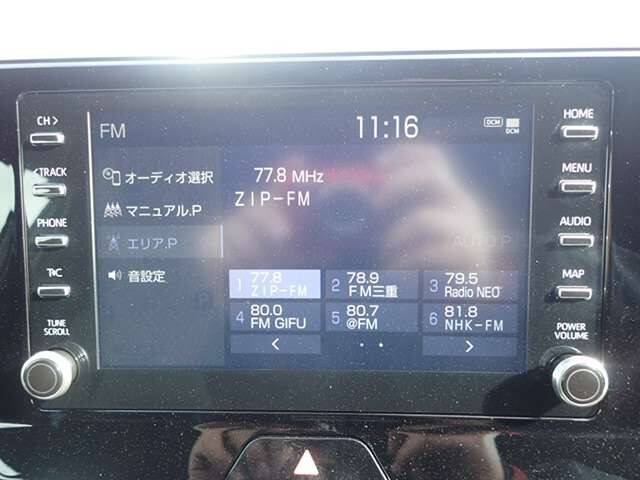 CH >
<TRACK
PHONE
T*C
TUNE
SCROLL
FM
11:16
DCM
DCM
オーディオ選択
マニュアル.P
エリア.P
音設定
77.8 MHz
ZIP-FM
AUTO.P
1 77.8 ZIP-FM
2 78.9 FM三重
3 79.5 Radio NEO
4 80.0 FM GIFU
5 80.7 @FM
6 81.8 NHK-FM
<
>
HOME
MENU
AUDIO
MAP
POWER
VOLUME